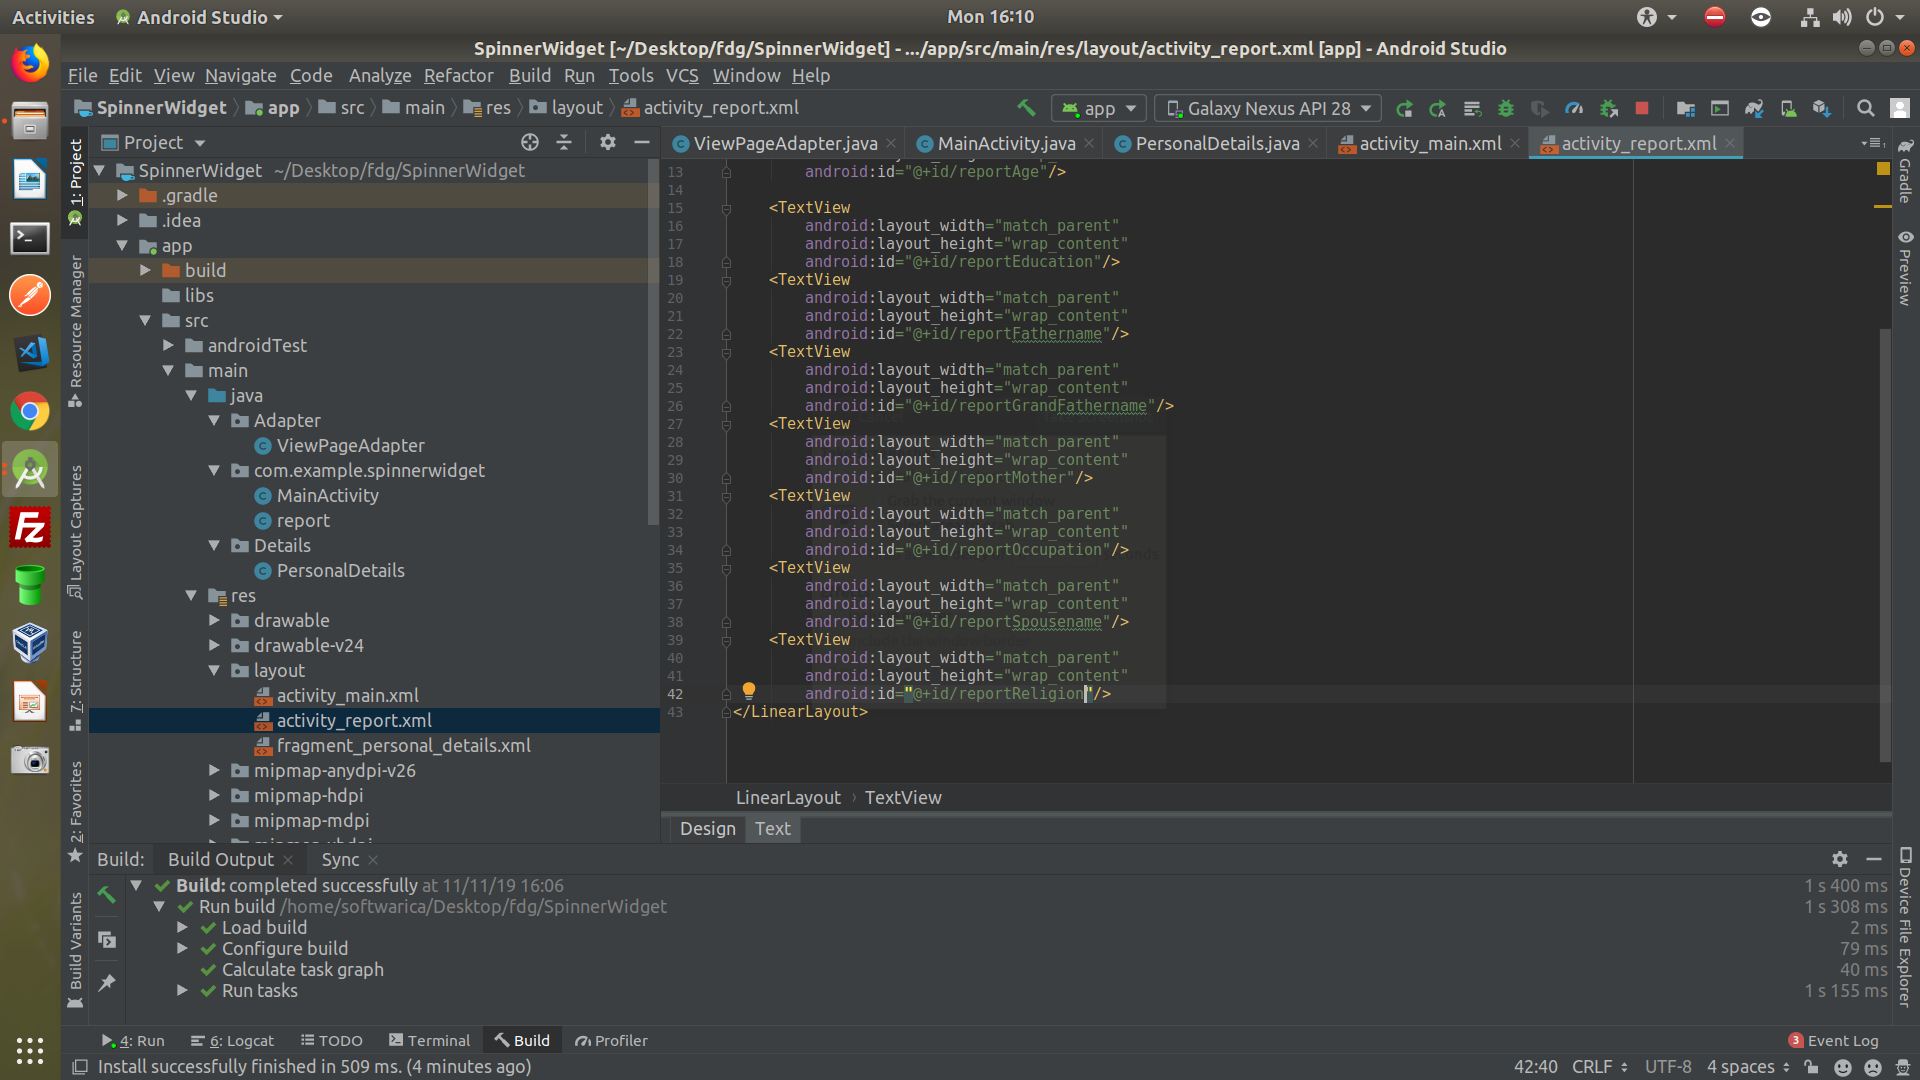 Activities Android Studio Mon 16:10
SpinnerWidget [~/Desktop/fdg/SpinnerWidget] - .../app/src/main/res/layout/activity_report.xml [app] - Android Studio
File Edit View Navigate Code Analyze Refactor Build Run Tools VCS Window Help
SpinnerWidget app src main res layout activity_report.xml app Galaxy Nexus API 28
Project
ViewPageAdapter.java MainActivity.java PersonalDetails.java activity_main.xml activity_report.xml
1: Project
Resource Manager
Layout Captures
7: Structure
2: Favorites
Build Variants
SpinnerWidget ~/Desktop/fdg/SpinnerWidget
.gradle
.idea
app
build
libs
src
androidTest
main
java
Adapter
ViewPageAdapter
com.example.spinnerwidget
MainActivity
report
Details
PersonalDetails
res
drawable
drawable-v24
layout
activity_main.xml
activity_report.xml
fragment_personal_details.xml
mipmap-anydpi-v26
mipmap-hdpi
mipmap-mdpi
13 android:id="@+id/reportAge"/>
14
15 <TextView
16 android:layout_width="match_parent"
17 android:layout_height="wrap_content"
18 android:id="@+id/reportEducation"/>
19 <TextView
20 android:layout_width="match_parent"
21 android:layout_height="wrap_content"
22 android:id="@+id/reportFathername"/>
23 <TextView
24 android:layout_width="match_parent"
25 android:layout_height="wrap_content"
26 android:id="@+id/reportGrandFathername"/>
27 <TextView
28 android:layout_width="match_parent"
29 android:layout_height="wrap_content"
30 android:id="@+id/reportMother"/>
31 <TextView
Grab the current window
32 android:layout_width="match_parent"
33 android:layout_height="wrap_content"
34 android:id="@+id/reportOccupation"/>
35 <TextView
36 android:layout_width="match_parent"
37 android:layout_height="wrap_content"
38 android:id="@+id/reportSpousename"/>
39 <TextView
40 android:layout_width="match_parent"
41 android:layout_height="wrap_content"
42 android:id="@+id/reportReligion"/>
43 </LinearLayout>
LinearLayout TextView
Design Text
Gradle
Preview
Device File Explorer
Build: Build Output Sync
Build: completed successfully at 11/11/19 16:06 1 s 400 ms
Run build /home/softwarica/Desktop/fdg/SpinnerWidget 1 s 308 ms
Load build 2 ms
Configure build 79 ms
Calculate task graph 40 ms
Run tasks 1 s 155 ms
4: Run 6: Logcat TODO Terminal Build Profiler 3 Event Log
Install successfully finished in 509 ms. (4 minutes ago) 42:40 CRLF UTF-8 4 spaces